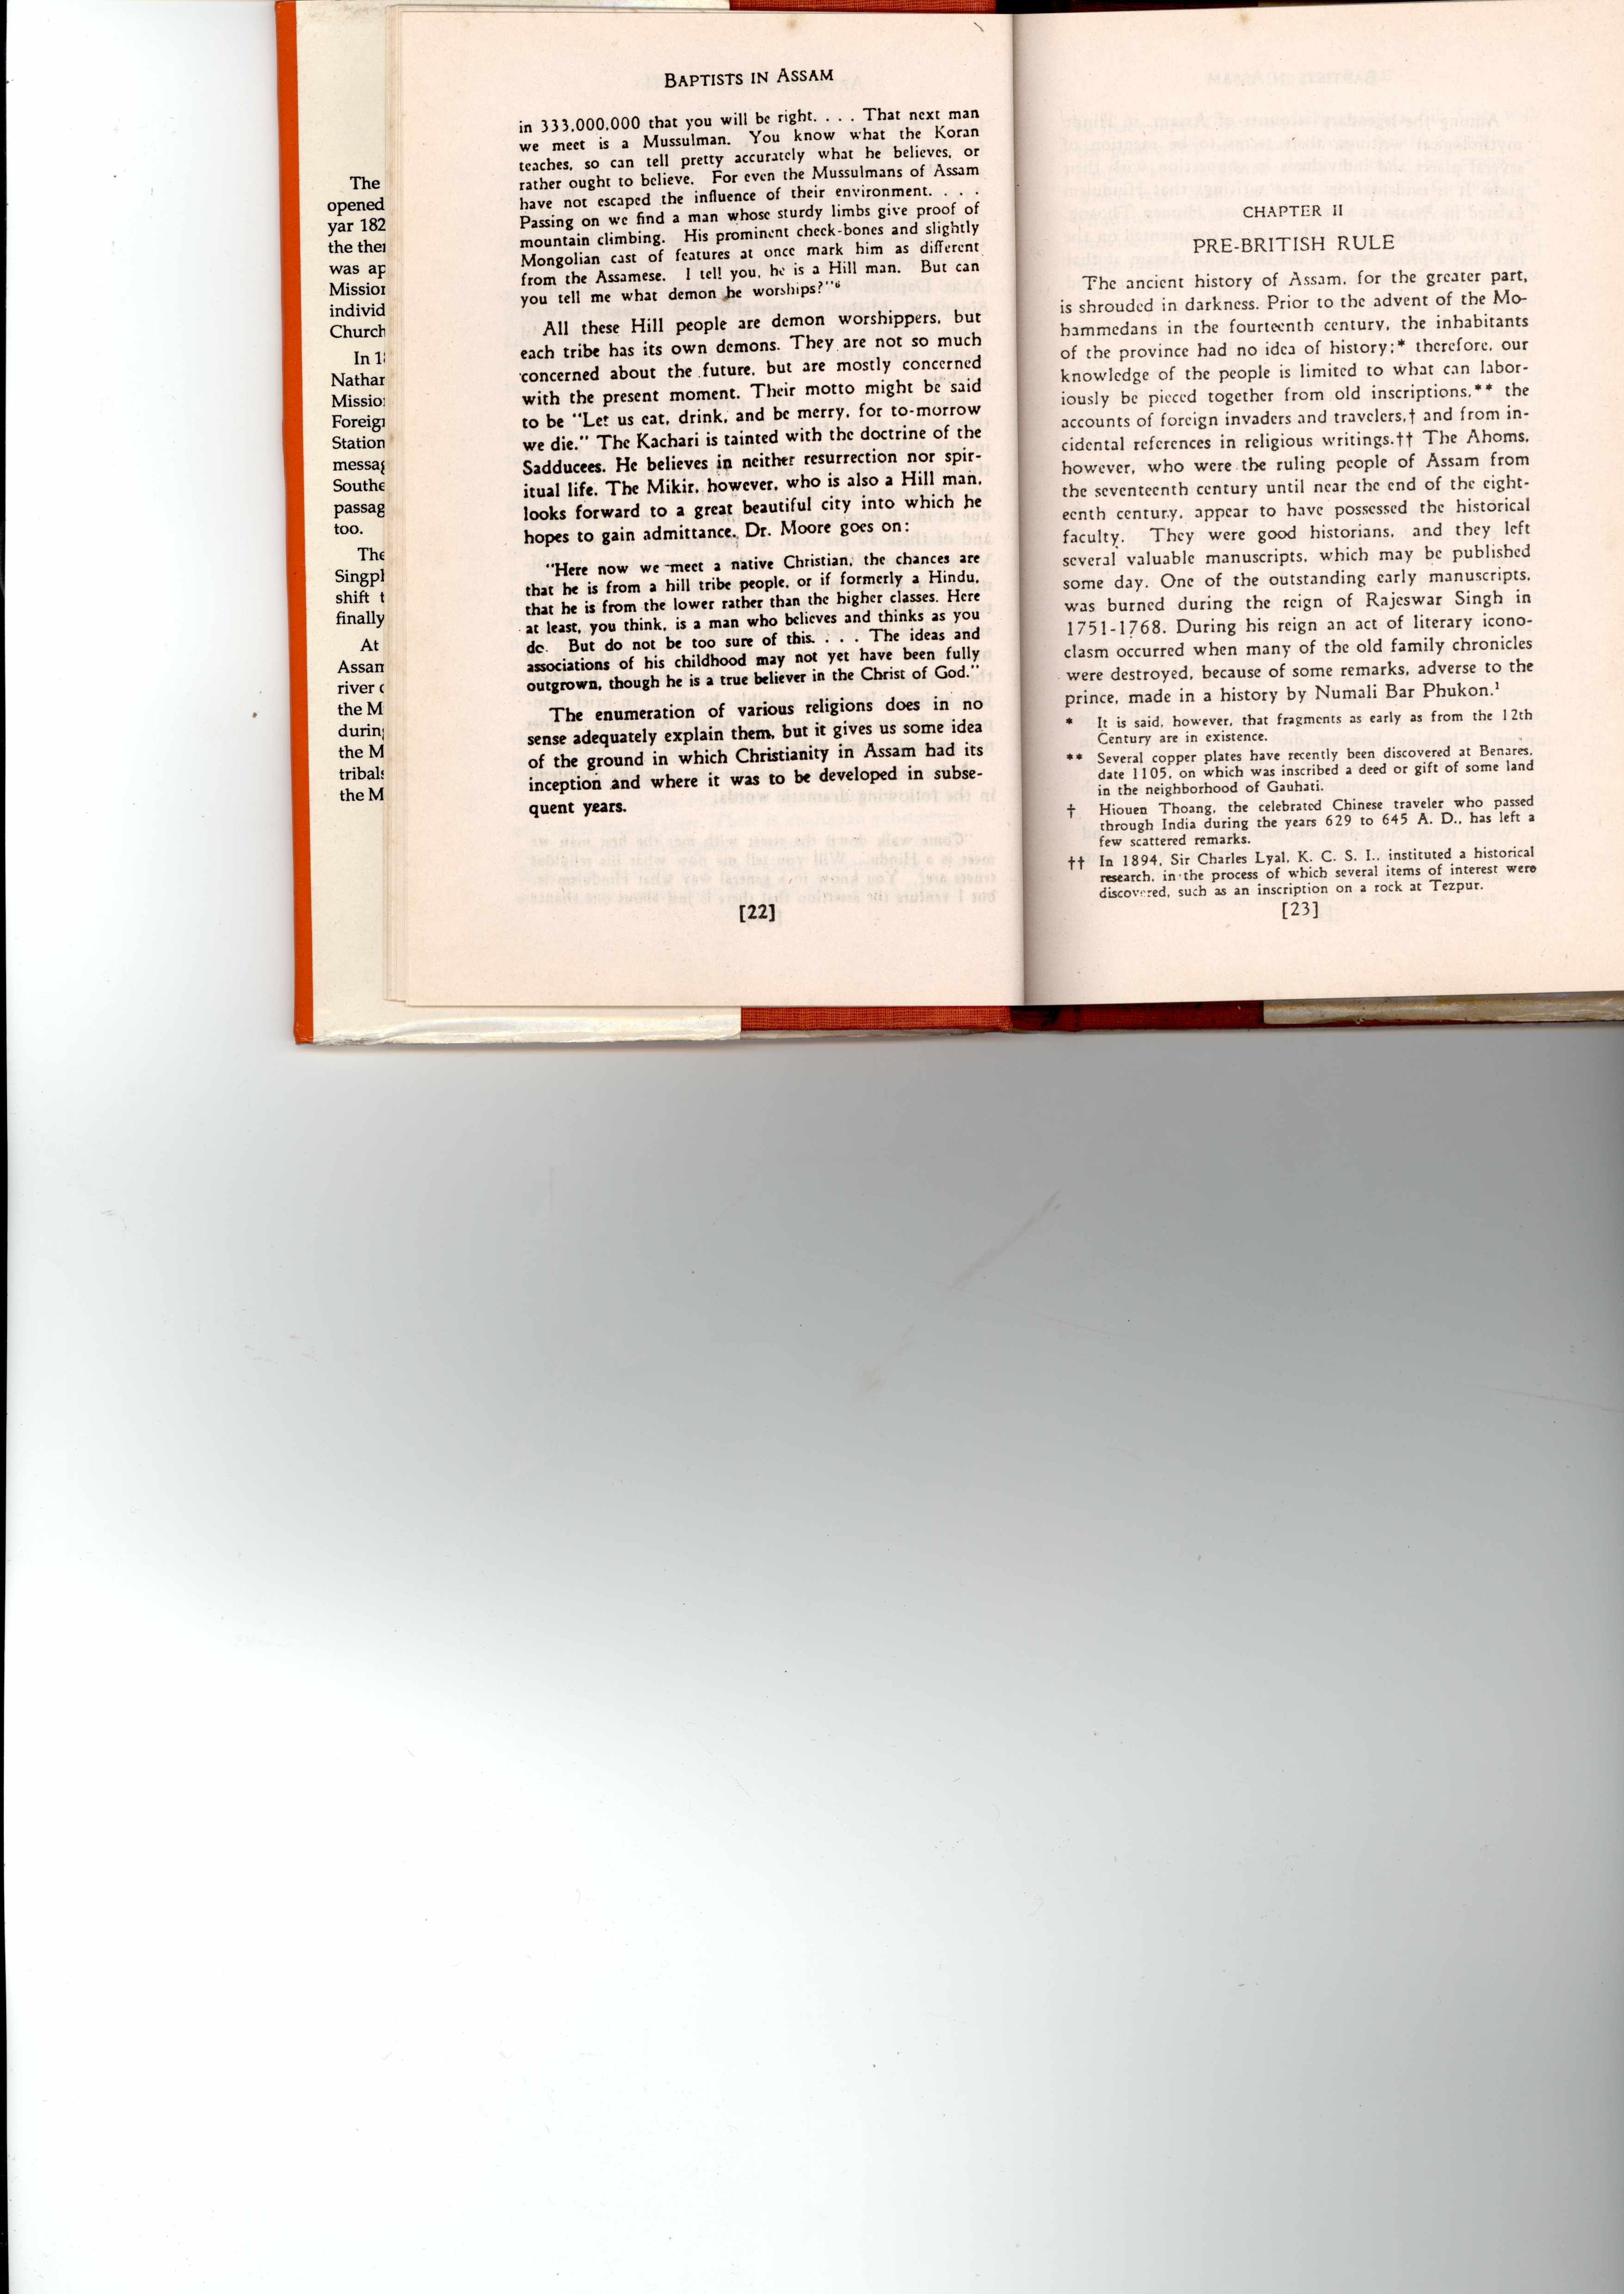 The
opened
yar 182
the
was ap
Mission
individ
Church
In
Nathan
Foreign
Station
messag
Southe
passag
too.
The
Singpl
shift t
finally
At
Assam
river
the M
during
the M
tribals
the M
BAPTISTS IN ASSAM
in 333,000,000 that you will be right. . . . That next man
we meet is a Mussulman. You know what the Koran
teaches, so can tell pretty accurately what he believes, or
rather ought to believe. For even the Mussulmans of Assam
have not escaped the influence of their environment. . . .
Passing on we find a man whose sturdy limbs give proof of
mountain climbing. His prominent cheek-bones and slightly
Mongolian cast of features at once mark him as different
from the Assamese. I tell you, he is a Hill man. But can
you tell me what demon he worships?"⁶
All these Hill people are demon worshippers, but
each tribe has its own demons. They are not so much
concerned about the future, but are mostly concerned
with the present moment. Their motto might be said
to be "Let us eat, drink, and be merry, for to-morrow
we die." The Kachari is tainted with the doctrine of the
Sadducees. He believes in neither resurrection nor spir-
itual life. The Mikir, however, who is also a Hill man,
looks forward to a great beautiful city into which he
hopes to gain admittance. Dr. Moore goes on:
"Here now we meet a native Christian, the chances are
that he is from a hill tribe people, or if formerly a Hindu,
that he is from the lower rather than the higher classes. Here
at least, you think, is a man who believes and thinks as you
do. But do not be too sure of this. . . . The ideas and
associations of his childhood may not yet have been fully
outgrown, though he is a true believer in the Christ of God."
The enumeration of various religions does in no
sense adequately explain them, but it gives us some idea
of the ground in which Christianity in Assam had its
inception and where it was to be developed in subse-
quent years.
[22]
CHAPTER II
PRE-BRITISH RULE
The ancient history of Assam, for the greater part,
is shrouded in darkness. Prior to the advent of the Mo-
hammedans in the fourteenth century, the inhabitants
of the province had no idea of history;* therefore, our
knowledge of the people is limited to what can labor-
iously be pieced together from old inscriptions,** the
accounts of foreign invaders and travelers,† and from in-
cidental references in religious writings.†† The Ahoms,
however, who were the ruling people of Assam from
the seventeenth century until near the end of the eight-
eenth century, appear to have possessed the historical
faculty. They were good historians, and they left
several valuable manuscripts, which may be published
some day. One of the outstanding early manuscripts,
was burned during the reign of Rajeswar Singh in
1751-1768. During his reign an act of literary icono-
clasm occurred when many of the old family chronicles
were destroyed, because of some remarks, adverse to the
prince, made in a history by Numali Bar Phukon.¹
* It is said, however, that fragments as early as from the 12th
Century are in existence.
** Several copper plates have recently been discovered at Benares,
date 1105, on which was inscribed a deed or gift of some land
in the neighborhood of Gauhati.
† Hiouen Thoang, the celebrated Chinese traveler who passed
through India during the years 629 to 645 A. D., has left a
few scattered remarks.
†† In 1894, Sir Charles Lyal, K. C. S. I., instituted a historical
research, in the process of which several items of interest were
discovered, such as an inscription on a rock at Tezpur.
[23]